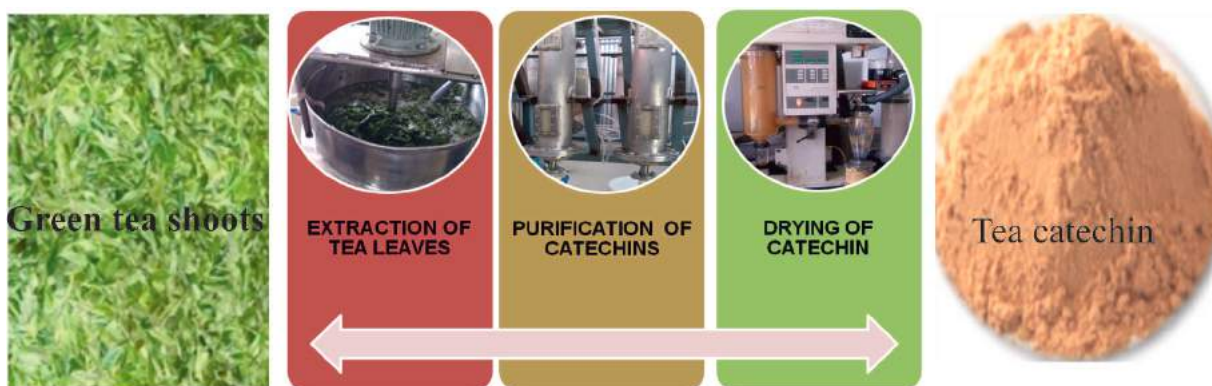 Green tea shoots
EXTRACTION OF
TEA LEAVES
PURIFICATION OF
CATECHINS
DRYING OF
CATECHIN
Tea catechin